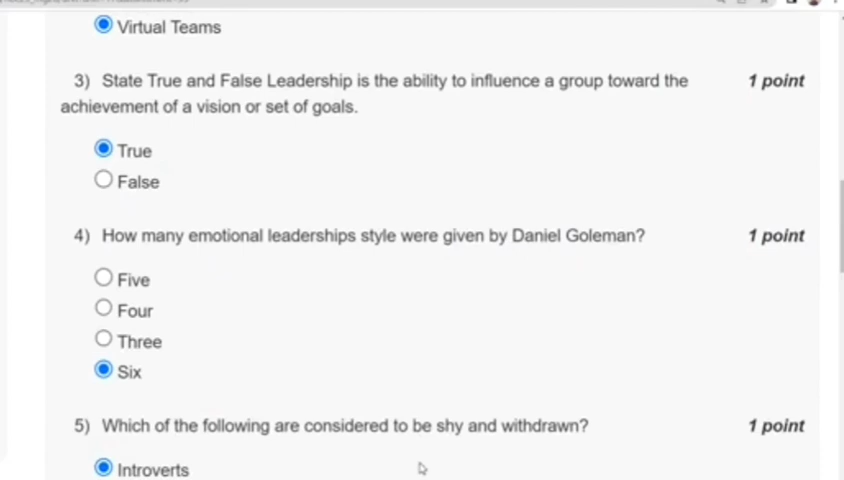 Virtual Teams
3) State True and False Leadership is the ability to influence a group toward the 1 point
achievement of a vision or set of goals.
True
False
4) How many emotional leaderships style were given by Daniel Goleman? 1 point
Five
Four
Three
Six
5) Which of the following are considered to be shy and withdrawn? 1 point
Introverts